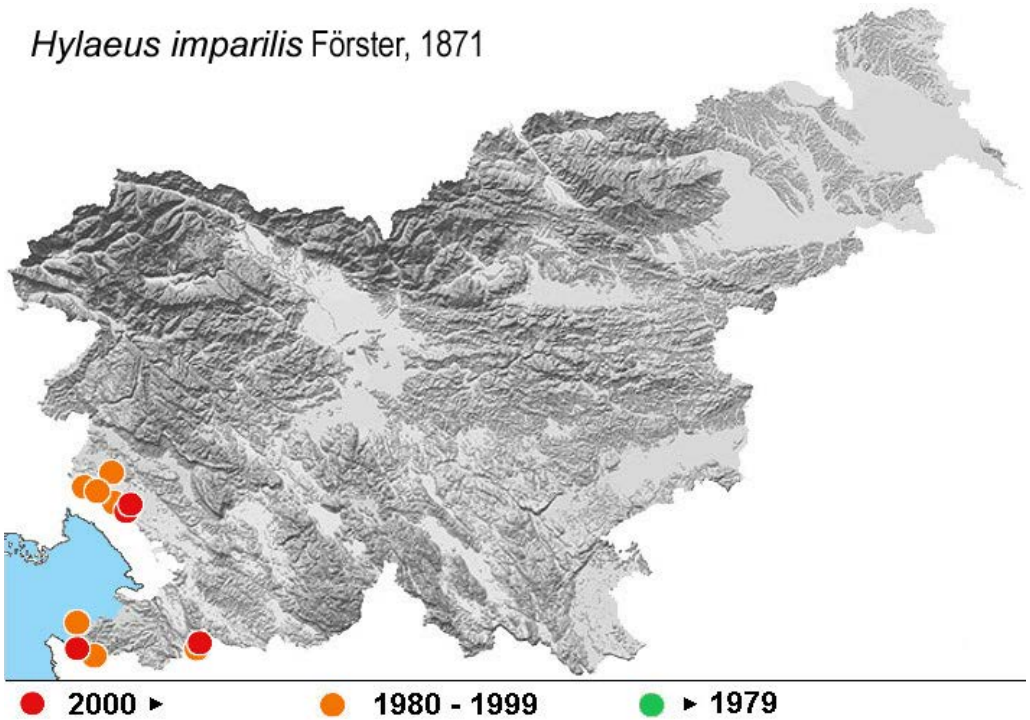 Hylaeus imparilis Förster, 1871
2000 ► 1980 - 1999 ► 1979